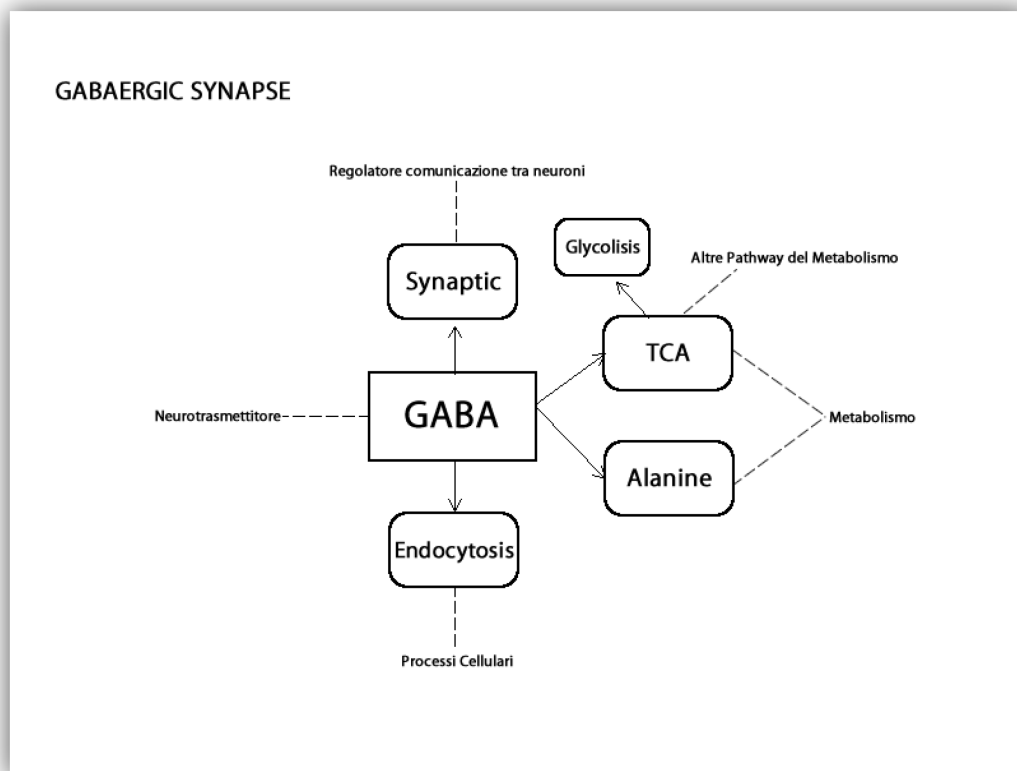 GABAERGIC SYNAPSE
Regolatore comunicazione tra neuroni
Glycolisis
Altre Pathway del Metabolismo
Synaptic
TCA
Neurotrasmettitore
GABA
Metabolismo
Alanine
Endocytosis
Processi Cellulari